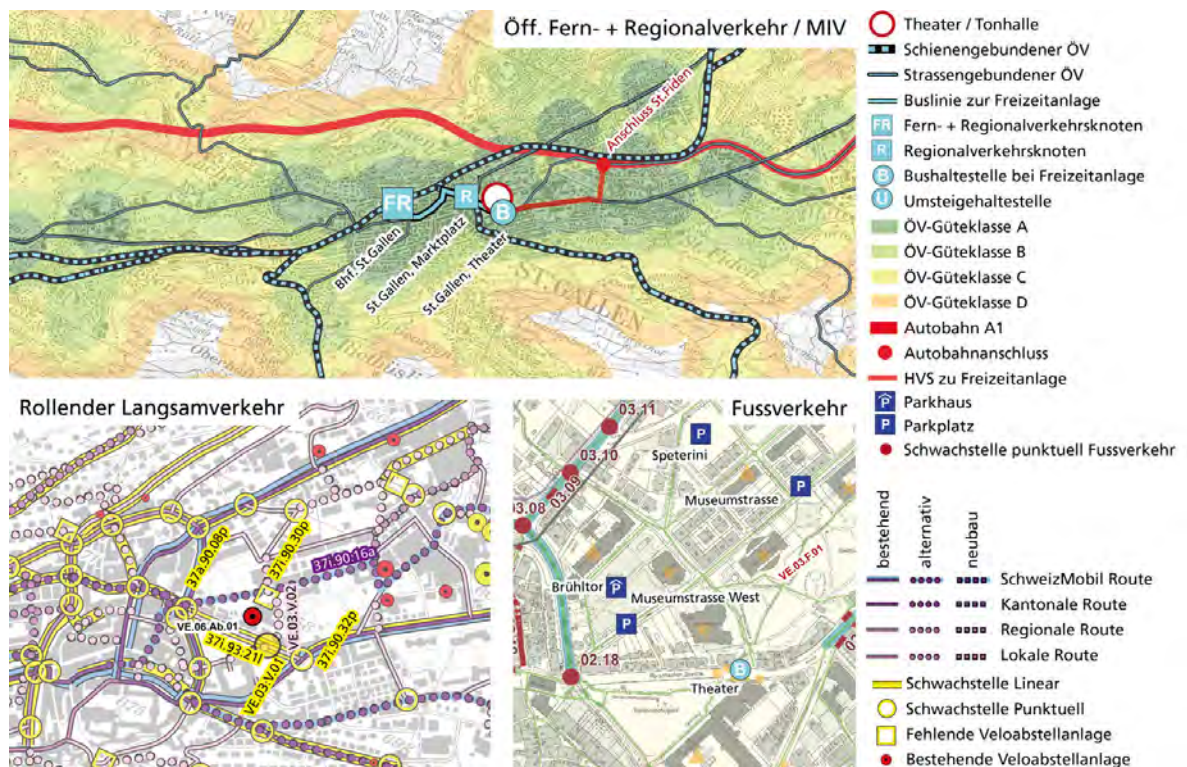 Öff. Fern- + Regionalverkehr / MIV
Anschluss St.Fiden
FR
R
B
Bhf. St.Gallen
St.Gallen, Marktplatz
St.Gallen, Theater
ST. GALLEN
Theater / Tonhalle
Schienengebundener ÖV
Strassengebundener ÖV
Buslinie zur Freizeitanlage
FR Fern- + Regionalverkehrsknoten
R Regionalverkehrsknoten
B Bushaltestelle bei Freizeitanlage
U Umsteigehaltestelle
ÖV-Güteklasse A
ÖV-Güteklasse B
ÖV-Güteklasse C
ÖV-Güteklasse D
Autobahn A1
Autobahnanschluss
HVS zu Freizeitanlage
P Parkhaus
P Parkplatz
Schwachstelle punktuell Fussverkehr
bestehend
alternativ
neubau
SchweizMobil Route
Kantonale Route
Regionale Route
Lokale Route
Schwachstelle Linear
Schwachstelle Punktuell
Fehlende Veloabstellanlage
Bestehende Veloabstellanlage
Rollender Langsamverkehr
37a.90.08p
37i.90.30p
37i.90.16a
VE.03.V.02
VE.06.Ab.01
37i.93.21l
VE.03.V.01
37i.90.32p
Fussverkehr
03.11
P
Speterini
03.10
03.09
Museumstrasse
P
03.08
VE.03.F.01
Brühltor
P
Museumstrasse West
P
02.18
B
Theater